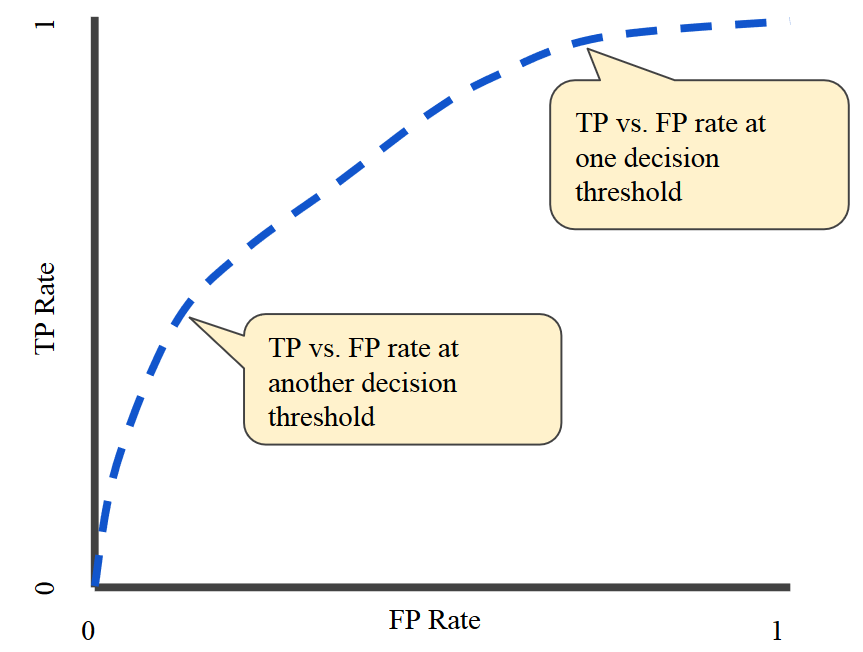 1
TP vs. FP rate at
one decision
threshold
TP Rate
TP vs. FP rate at
another decision
threshold
0
FP Rate
0
1